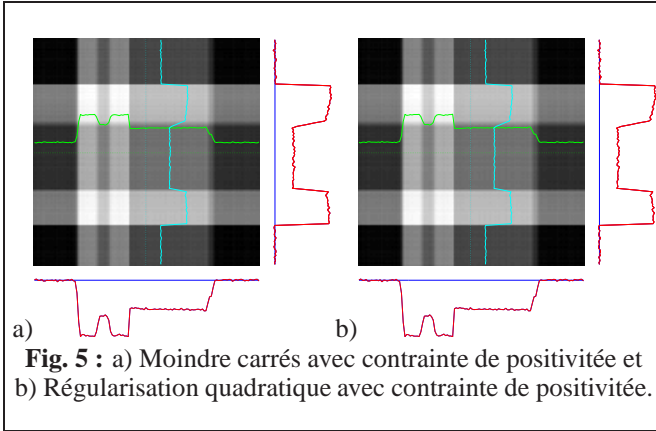 a)
b)
Fig. 5 : a) Moindre carrés avec contrainte de positivitée et
b) Régularisation quadratique avec contrainte de positivitée.